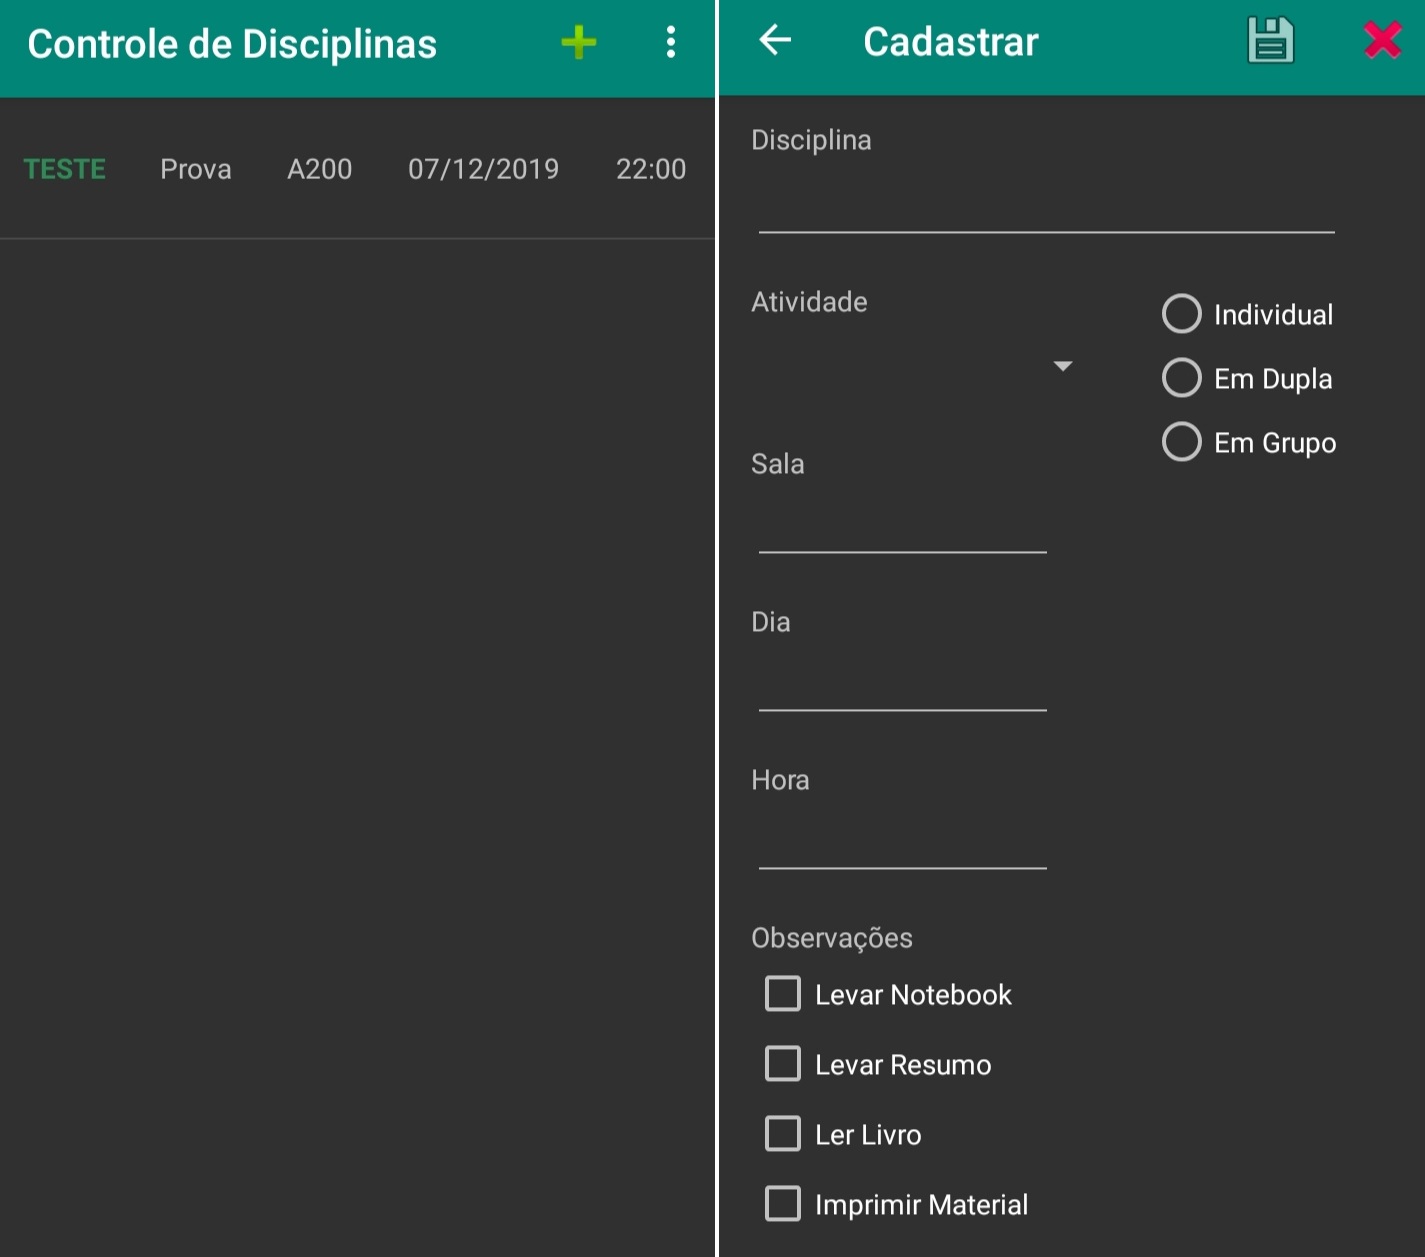 Controle de Disciplinas
TESTE Prova A200 07/12/2019 22:00
Cadastrar
Disciplina
Atividade
Individual
Em Dupla
Em Grupo
Sala
Dia
Hora
Observações
Levar Notebook
Levar Resumo
Ler Livro
Imprimir Material